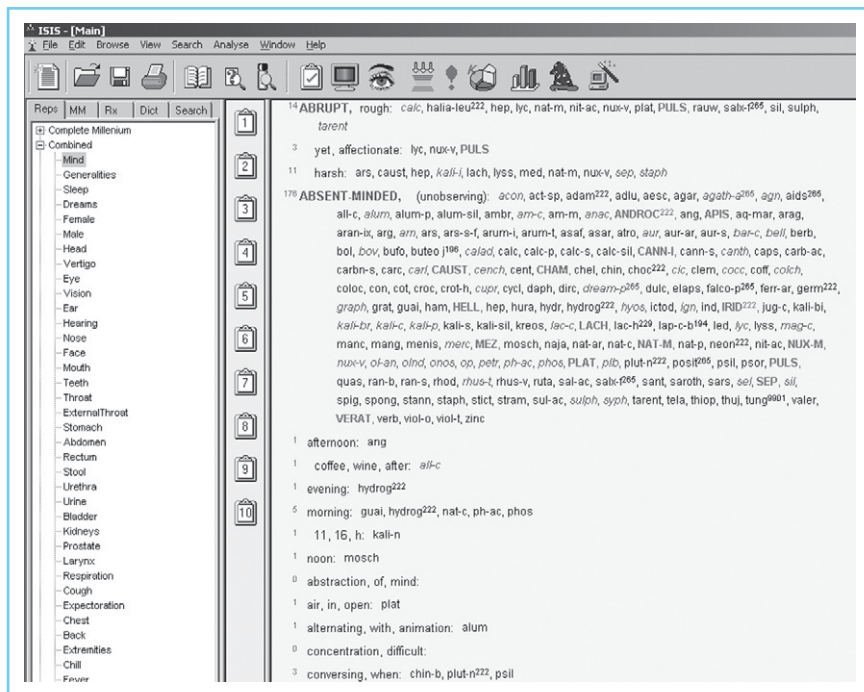 ISIS - [Main]
File Edit Browse View Search Analyse Window Help
Reps MM Rx Dict Search
Complete Millenium
Combined
Mind
Generalities
Sleep
Dreams
Female
Male
Head
Vertigo
Eye
Vision
Ear
Hearing
Nose
Face
Mouth
Teeth
Throat
ExternalThroat
Stomach
Abdomen
Rectum
Stool
Urethra
Urine
Bladder
Kidneys
Prostate
Larynx
Respiration
Cough
Expectoration
Chest
Back
Extremities
Chill
Fever
1
2
3
4
5
6
7
8
9
10
14 ABRUPT, rough: calc, halia-leu222, hep, lyc, nat-m, nit-ac, nux-v, plat, PULS, rauw, salx-f265, sil, sulph,
tarent
3 yet, affectionate: lyc, nux-v, PULS
11 harsh: ars, caust, hep, kali-i, lach, lyss, med, nat-m, nux-v, sep, staph
176 ABSENT-MINDED, (unobserving): acon, act-sp, adam222, adlu, aesc, agar, agath-a265, agn, aids265,
all-c, alum, alum-p, alum-sil, ambr, am-c, am-m, anac, ANDROC222, ang, APIS, aq-mar, arag,
aran-ix, arg, arn, ars, ars-s-f, arum-i, arum-t, asaf, asar, atro, aur, aur-ar, aur-s, bar-c, bell, berb,
bol, bov, bufo, buteo j196, calad, calc, calc-p, calc-s, calc-sil, CANN-I, cann-s, canth, caps, carb-ac,
carbn-s, carc, carl, CAUST, cench, cent, CHAM, chel, chin, choc222, cic, clem, cocc, coff, colch,
coloc, con, cot, croc, crot-h, cupr, cycl, daph, dirc, dream-p265, dulc, elaps, falco-p265, ferr-ar, germ222,
graph, grat, guai, ham, HELL, hep, hura, hydr, hydrog222, hyos, ictod, ign, ind, IRID222, jug-c, kali-bi,
kali-br, kali-c, kali-p, kali-s, kali-sil, kreos, lac-c, LACH, lac-h229, lap-c-b194, led, lyc, lyss, mag-c,
manc, mang, menis, merc, MEZ, mosch, naja, nat-ar, nat-c, NAT-M, nat-p, neon222, nit-ac, NUX-M,
nux-v, ol-an, olnd, onos, op, petr, ph-ac, phos, PLAT, plb, plut-n222, posit265, psil, psor, PULS,
quas, ran-b, ran-s, rhod, rhus-t, rhus-v, ruta, sal-ac, salx-f265, sant, saroth, sars, sel, SEP, sil,
spig, spong, stann, staph, stict, stram, sul-ac, sulph, syph, tarent, tela, thiop, thuj, tung9901, valer,
VERAT, verb, viol-o, viol-t, zinc
1 afternoon: ang
1 coffee, wine, after: all-c
1 evening: hydrog222
5 morning: guai, hydrog222, nat-c, ph-ac, phos
1 11, 16, h: kali-n
1 noon: mosch
0 abstraction, of, mind:
1 air, in, open: plat
1 alternating, with, animation: alum
0 concentration, difficult:
3 conversing, when: chin-b, plut-n222, psil